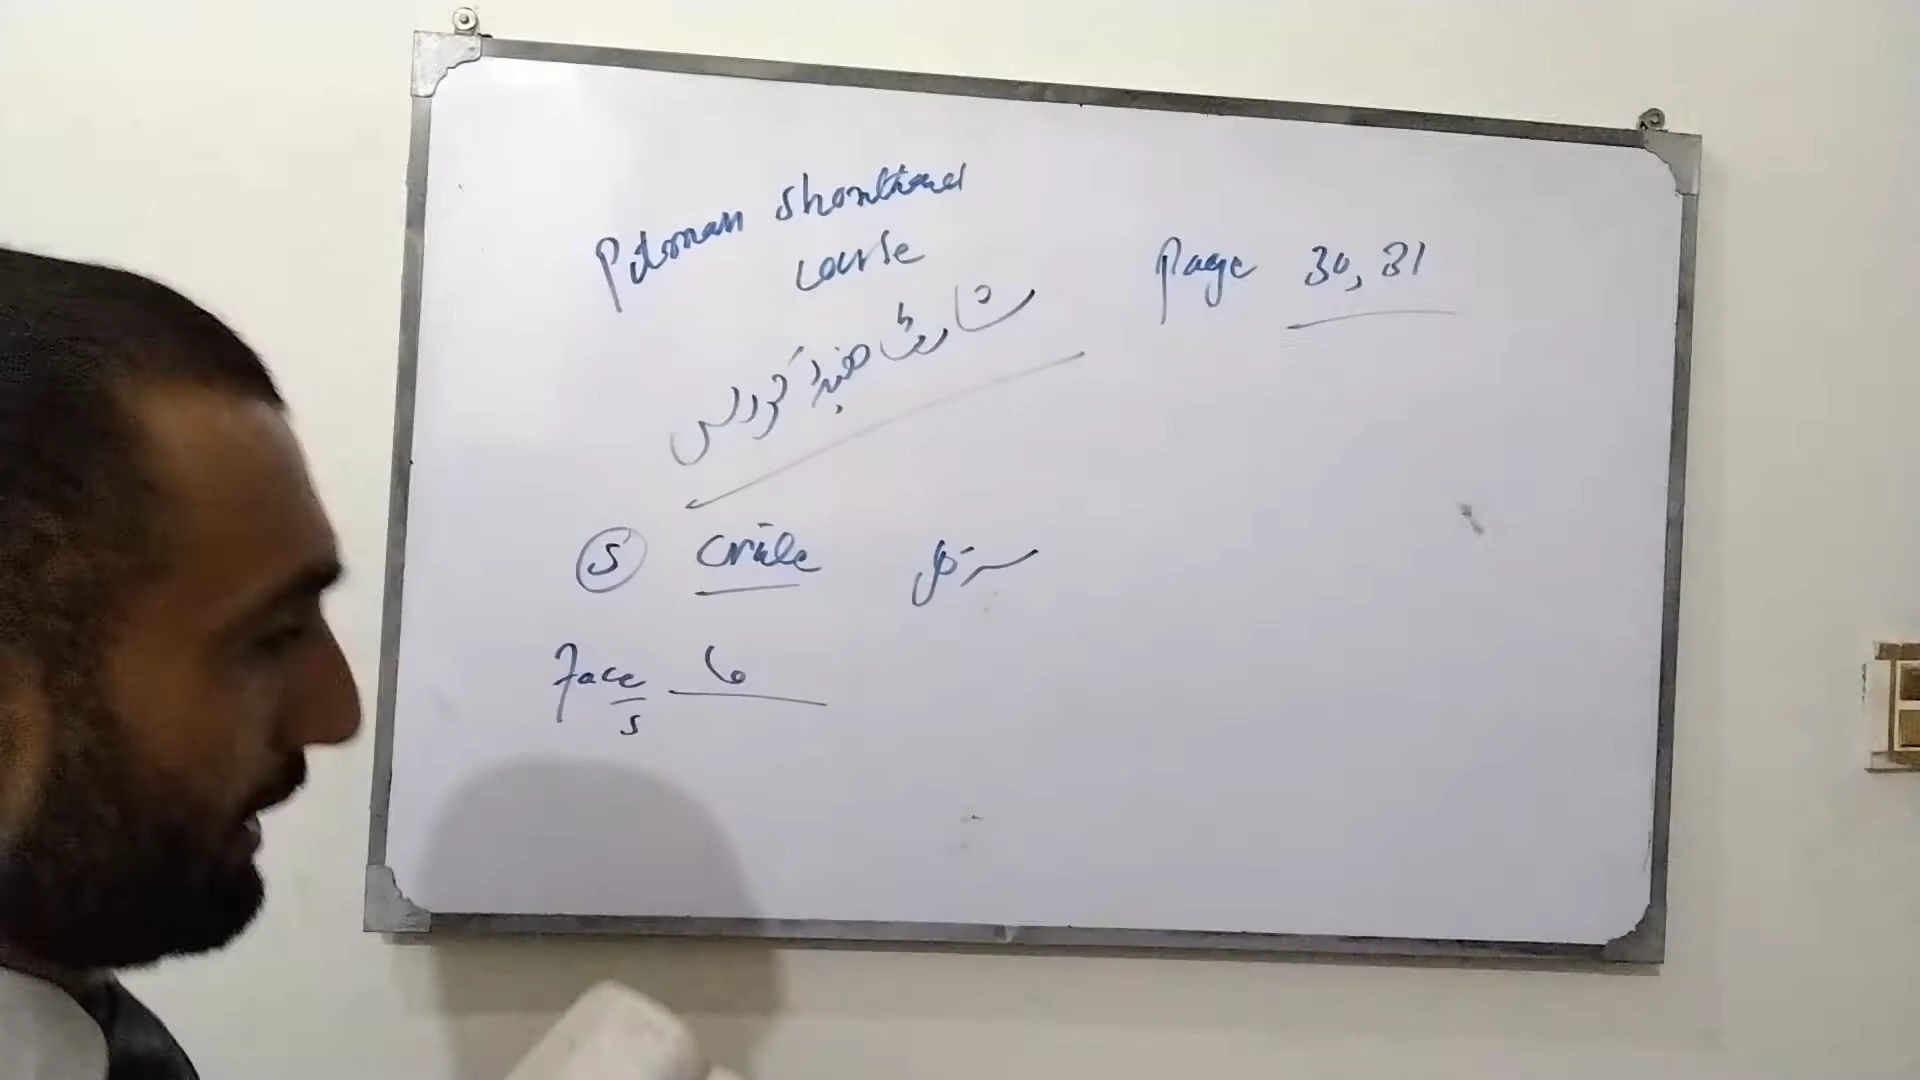 Pitman Shorthand
course
شارٹ ھینڈ کورس
Page 30, 31
S Circle سرکل
Face
s